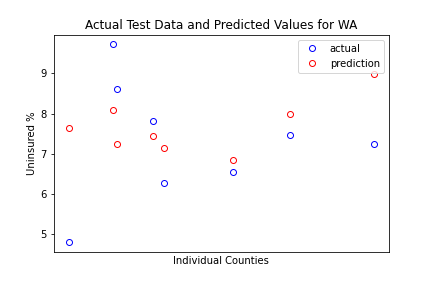 Actual Test Data and Predicted Values for WA
actual
prediction
9
8
7
6
5
Uninsured %
Individual Counties